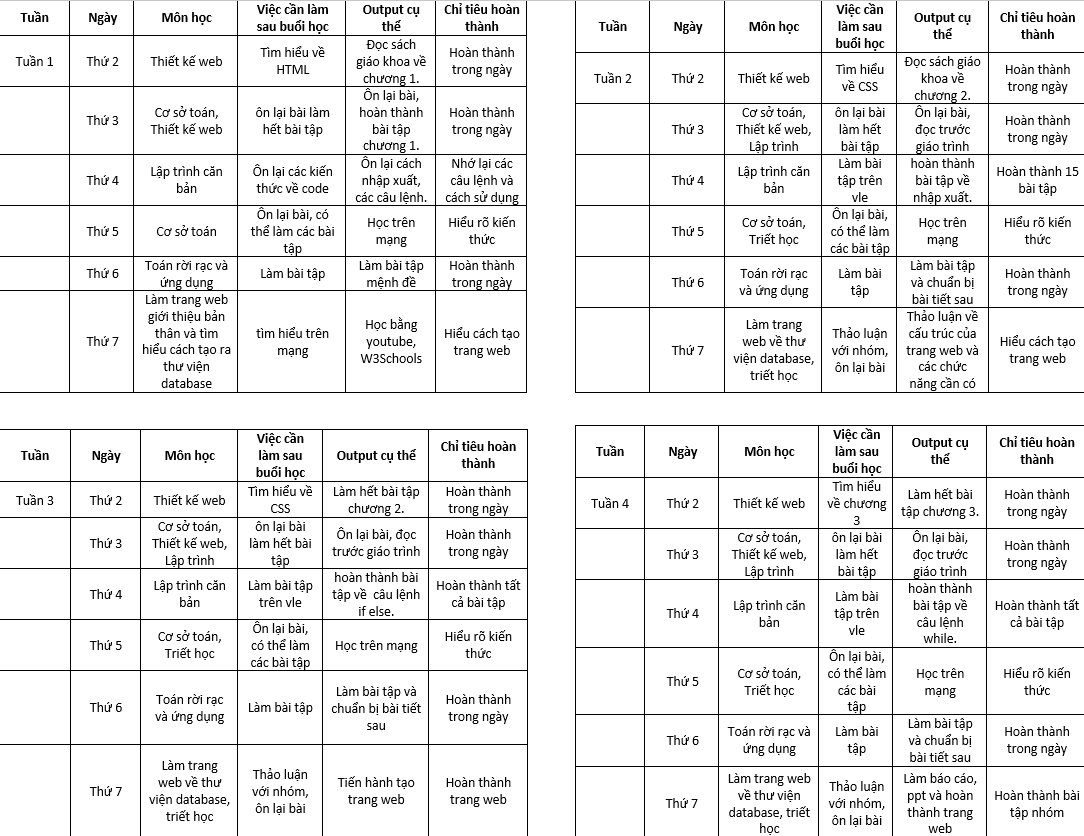 Tuần Ngày Môn học Việc cần làm sau buổi học Output cụ thể Chỉ tiêu hoàn thành
Tuần 1 Thứ 2 Thiết kế web Tìm hiểu về HTML Đọc sách giáo khoa về chương 1. Hoàn thành trong ngày
Thứ 3 Cơ sở toán, Thiết kế web ôn lại bài làm hết bài tập Ôn lại bài, hoàn thành bài tập chương 1. Hoàn thành trong ngày
Thứ 4 Lập trình căn bản Ôn lại các kiến thức về code Ôn lại cách nhập xuất, các câu lệnh. Nhớ lại các câu lệnh và cách sử dụng
Thứ 5 Cơ sở toán Ôn lại bài, có thể làm các bài tập Học trên mạng Hiểu rõ kiến thức
Thứ 6 Toán rời rạc và ứng dụng Làm bài tập Làm bài tập mệnh đề Hoàn thành trong ngày
Thứ 7 Làm trang web giới thiệu bản thân và tìm hiểu cách tạo ra thư viện database tìm hiểu trên mạng Học bằng youtube, W3Schools Hiểu cách tạo trang web
Tuần Ngày Môn học Việc cần làm sau buổi học Output cụ thể Chỉ tiêu hoàn thành
Tuần 2 Thứ 2 Thiết kế web Tìm hiểu về CSS Đọc sách giáo khoa về chương 2. Hoàn thành trong ngày
Thứ 3 Cơ sở toán, Thiết kế web, Lập trình ôn lại bài làm hết bài tập Ôn lại bài, đọc trước giáo trình Hoàn thành trong ngày
Thứ 4 Lập trình căn bản Làm bài tập trên vle hoàn thành bài tập về nhập xuất. Hoàn thành 15 bài tập
Thứ 5 Cơ sở toán, Triết học Ôn lại bài, có thể làm các bài tập Học trên mạng Hiểu rõ kiến thức
Thứ 6 Toán rời rạc và ứng dụng Làm bài tập Làm bài tập và chuẩn bị bài tiết sau Hoàn thành trong ngày
Thứ 7 Làm trang web về thư viện database, triết học Thảo luận với nhóm, ôn lại bài Thảo luận về cấu trúc của trang web và các chức năng cần có Hiểu cách tạo trang web
Tuần Ngày Môn học Việc cần làm sau buổi học Output cụ thể Chỉ tiêu hoàn thành
Tuần 3 Thứ 2 Thiết kế web Tìm hiểu về CSS Làm hết bài tập chương 2. Hoàn thành trong ngày
Thứ 3 Cơ sở toán, Thiết kế web, Lập trình ôn lại bài làm hết bài tập Ôn lại bài, đọc trước giáo trình Hoàn thành trong ngày
Thứ 4 Lập trình căn bản Làm bài tập trên vle hoàn thành bài tập về câu lệnh if else. Hoàn thành tất cả bài tập
Thứ 5 Cơ sở toán, Triết học Ôn lại bài, có thể làm các bài tập Học trên mạng Hiểu rõ kiến thức
Thứ 6 Toán rời rạc và ứng dụng Làm bài tập Làm bài tập và chuẩn bị bài tiết sau Hoàn thành trong ngày
Thứ 7 Làm trang web về thư viện database, triết học Thảo luận với nhóm, ôn lại bài Tiến hành tạo trang web Hoàn thành trang web
Tuần Ngày Môn học Việc cần làm sau buổi học Output cụ thể Chỉ tiêu hoàn thành
Tuần 4 Thứ 2 Thiết kế web Tìm hiểu về chương 3 Làm hết bài tập chương 3. Hoàn thành trong ngày
Thứ 3 Cơ sở toán, Thiết kế web, Lập trình ôn lại bài làm hết bài tập Ôn lại bài, đọc trước giáo trình Hoàn thành trong ngày
Thứ 4 Lập trình căn bản Làm bài tập trên vle hoàn thành bài tập về câu lệnh while. Hoàn thành tất cả bài tập
Thứ 5 Cơ sở toán, Triết học Ôn lại bài, có thể làm các bài tập Học trên mạng Hiểu rõ kiến thức
Thứ 6 Toán rời rạc và ứng dụng Làm bài tập Làm bài tập và chuẩn bị bài tiết sau Hoàn thành trong ngày
Thứ 7 Làm trang web về thư viện database, triết học Thảo luận với nhóm, ôn lại bài Làm báo cáo, ppt và hoàn thành trang web Hoàn thành bài tập nhóm